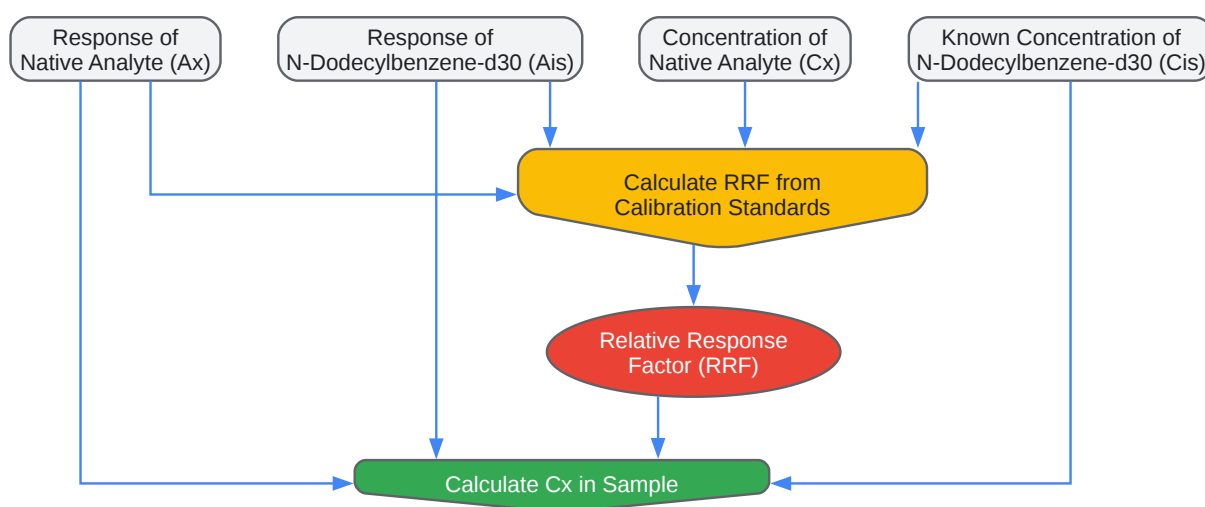 Response of
Native Analyte (Ax)
Response of
N-Dodecylbenzene-d30 (Ais)
Concentration of
Native Analyte (Cx)
Known Concentration of
N-Dodecylbenzene-d30 (Cis)
Calculate RRF from
Calibration Standards
Relative Response
Factor (RRF)
Calculate Cx in Sample